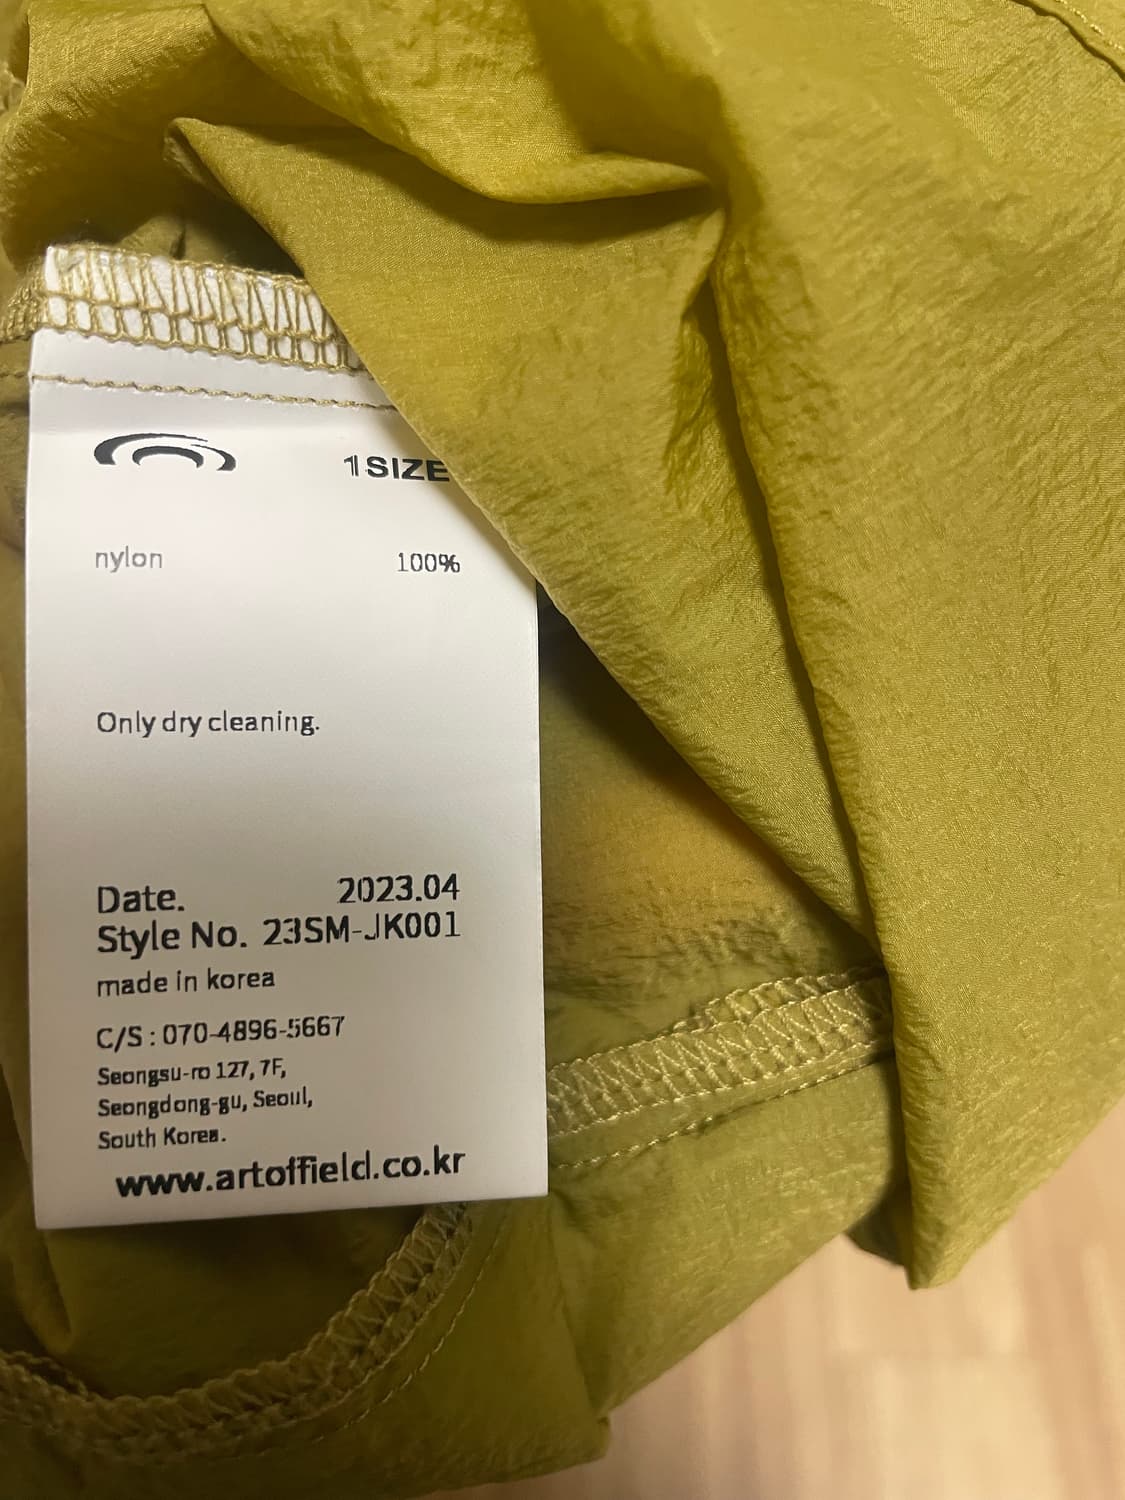 1SIZE
nylon 100%
Only dry cleaning.
Date. 2023.04
Style No. 23SM-JK001
made in korea
C/S : 070-4896-5667
Seongsu-ro 127, 7F,
Seongdong-gu, Seoul,
South Korea.
www.artoffield.co.kr